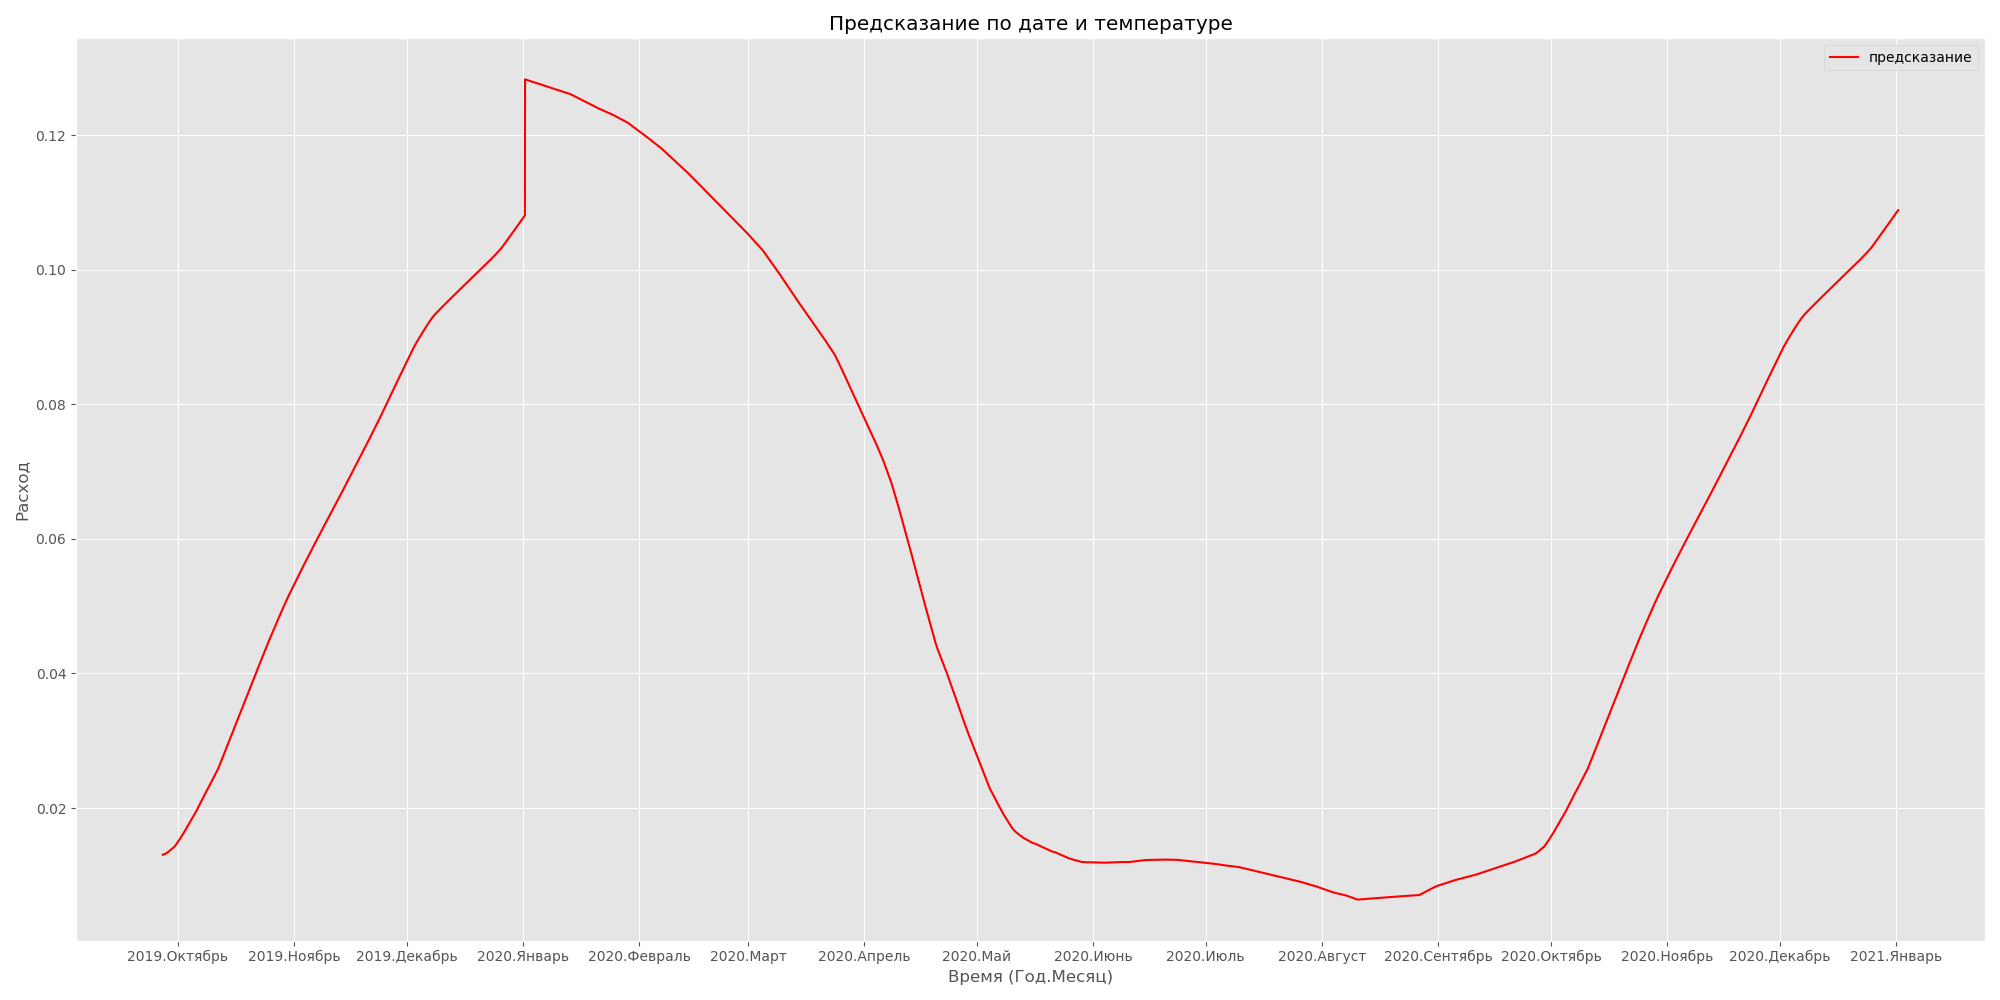 Предсказание по дате и температуре
предсказание
0.12
0.10
0.08
0.06
0.04
0.02
Расход
2019.Октябрь 2019.Ноябрь 2019.Декабрь 2020.Январь 2020.Февраль 2020.Март 2020.Апрель 2020.Май 2020.Июнь 2020.Июль 2020.Август 2020.Сентябрь 2020.Октябрь 2020.Ноябрь 2020.Декабрь 2021.Январь
Время (Год.Месяц)